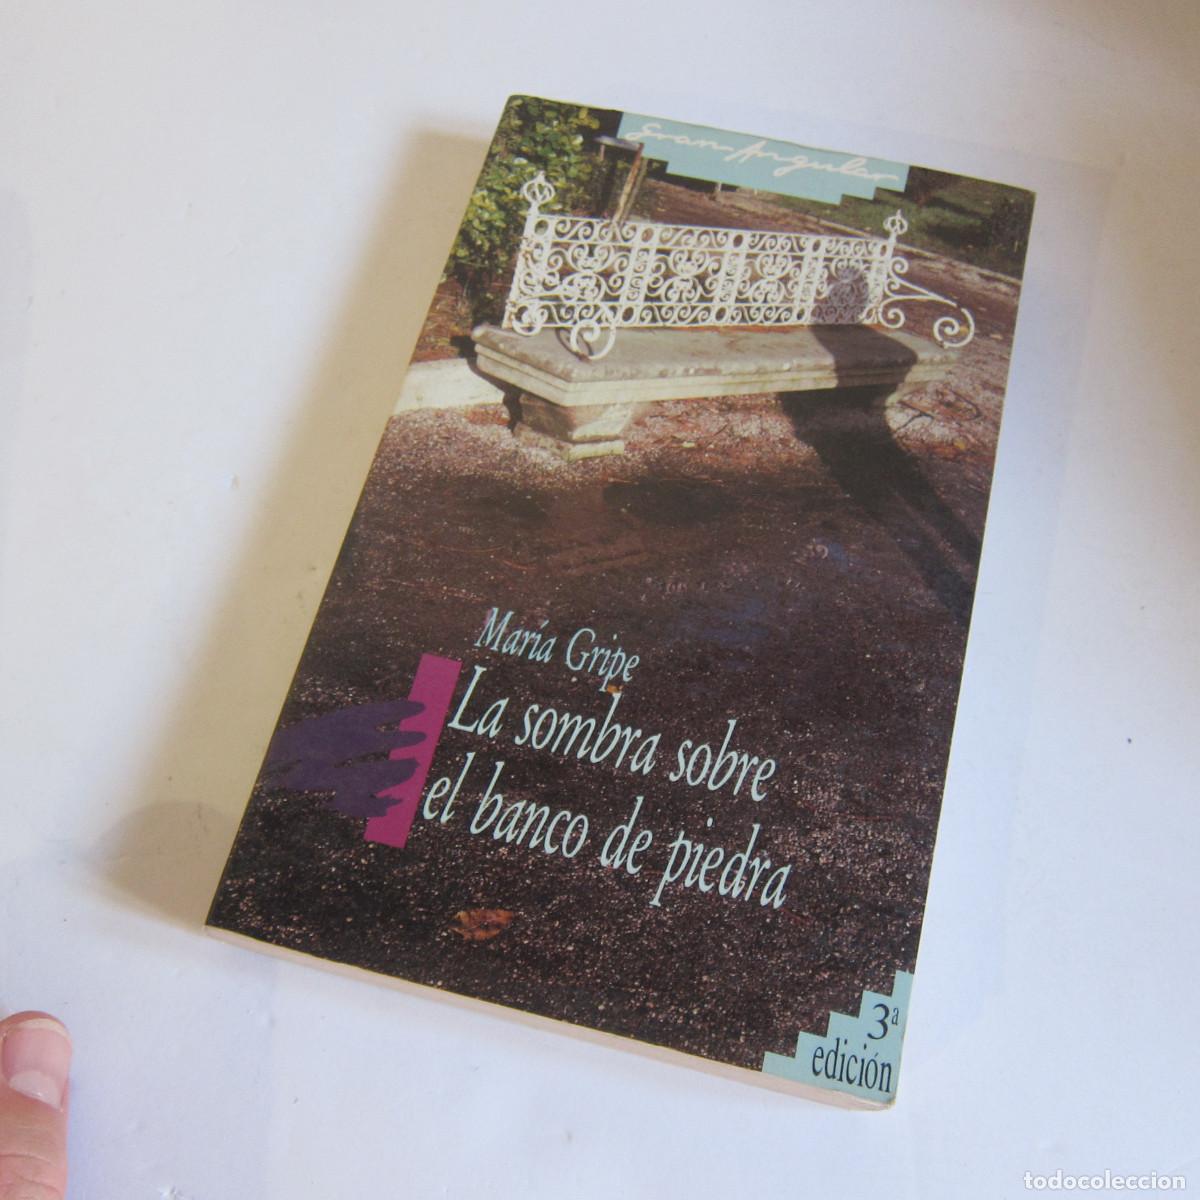 Gran Angular
María Gripe
La sombra sobre
el banco de piedra
3ª
edición
todocoleccion